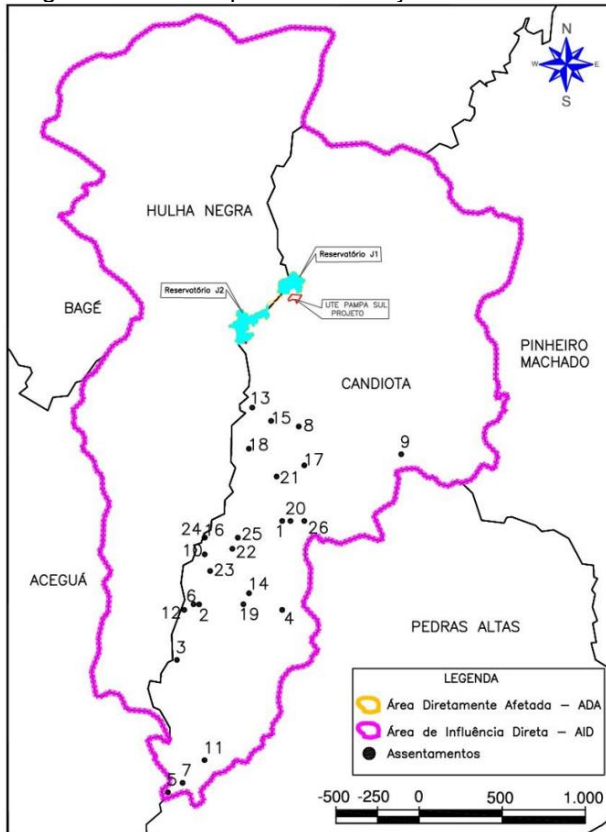 N
W
E
S
HULHA NEGRA
Reservatório J1
Reservatório J2
UTE PAMPA SUL
PROJETO
BAGÉ
PINHEIRO
MACHADO
CANDIOTA
13
15
8
18
9
17
21
20
1
26
24
16
25
10
22
23
ACEGUÁ
14
6
12
2
19
4
PEDRAS ALTAS
3
LEGENDA
Área Diretamente Afetada – ADA
Área de Influência Direta – AID
Assentamentos
11
7
5
-500 -250 0 500 1.000